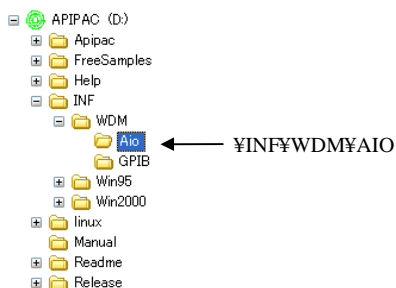 APIPAC (D:)
Apipac
FreeSamples
Help
INF
WDM
Aio ¥INF¥WDM¥AIO
GPIB
Win95
Win2000
linux
Manual
Readme
Release